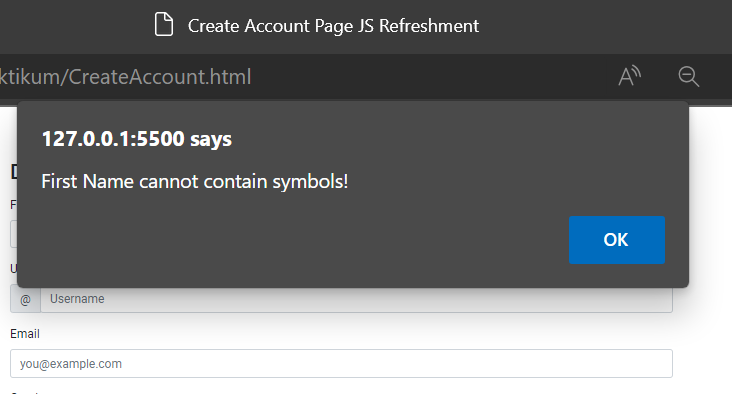 Create Account Page JS Refreshment
ktikum/CreateAccount.html
127.0.0.1:5500 says
First Name cannot contain symbols!
OK
@ Username
Email
you@example.com